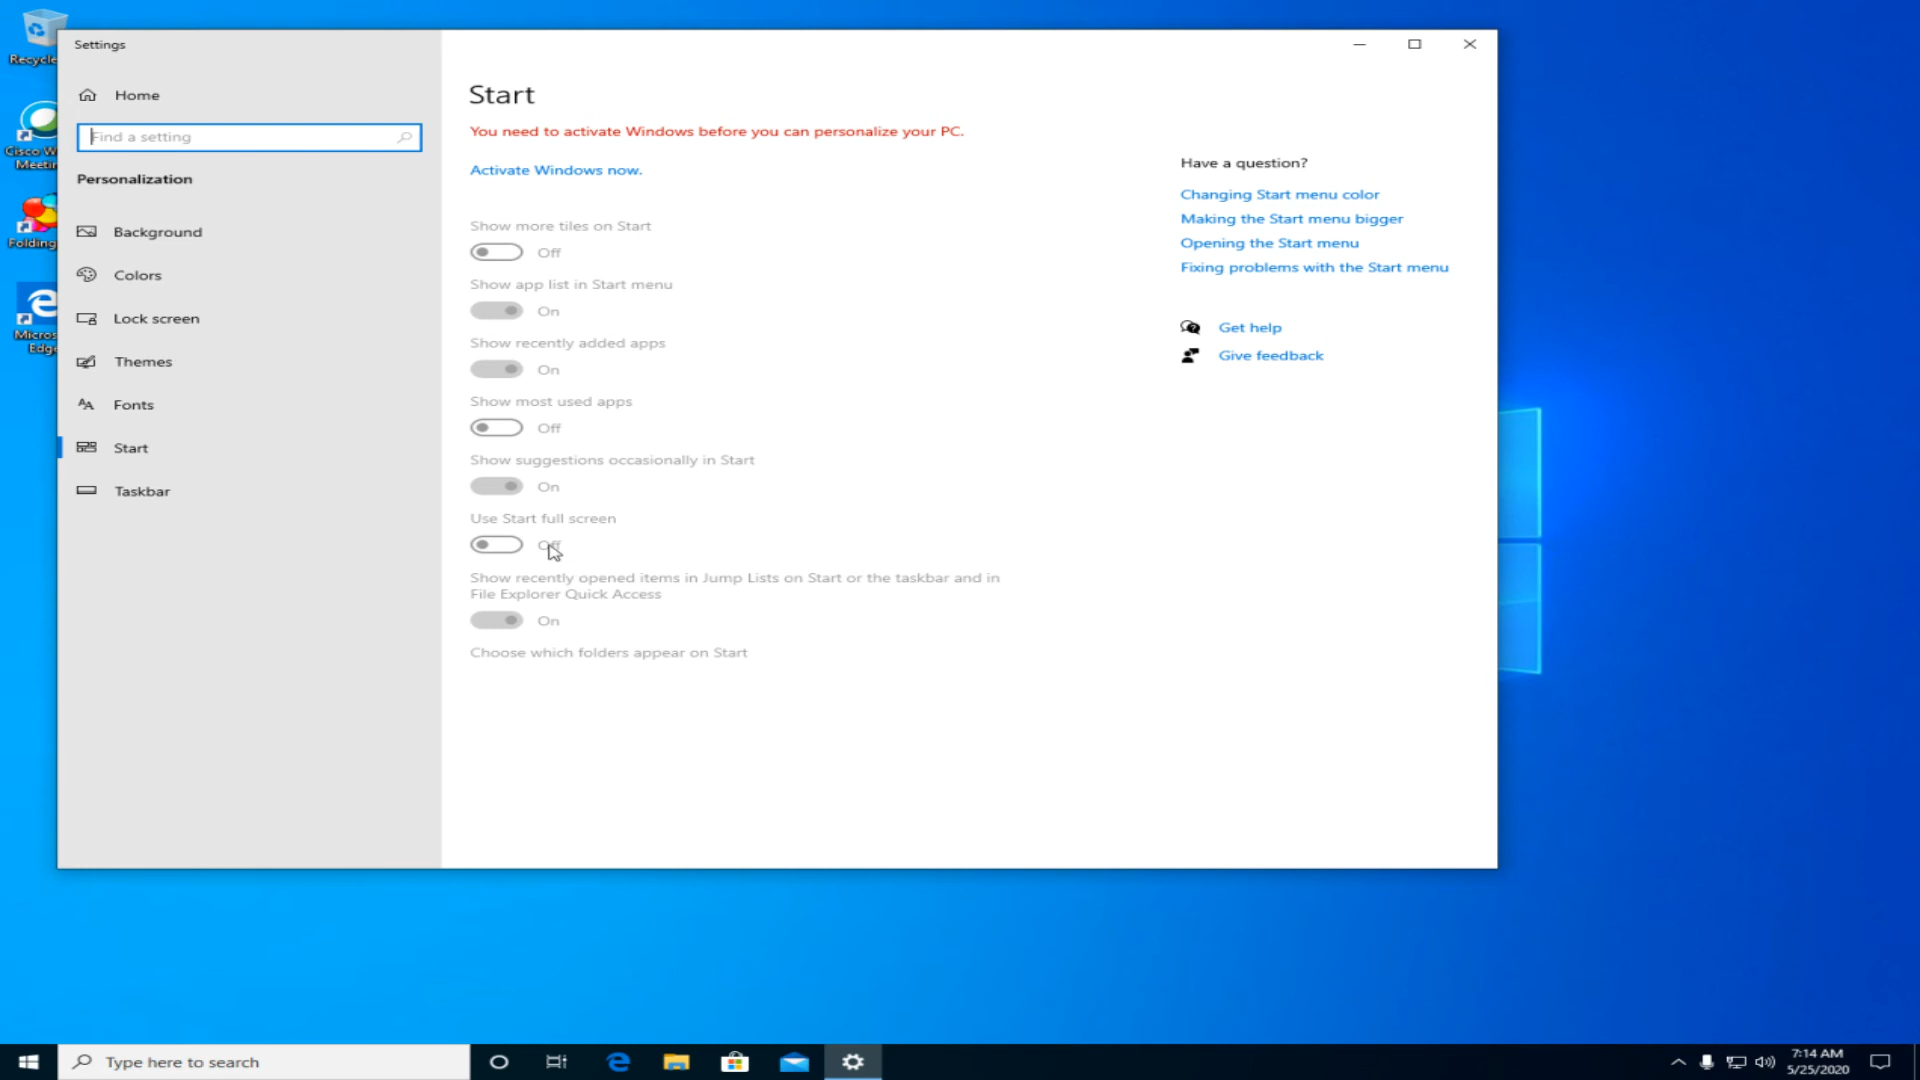 Recycle
Cisco W
Meetin
Folding
Micros
Edge
Settings
Home
Find a setting
Personalization
Background
Colors
Lock screen
Themes
Fonts
Start
Taskbar
Start
You need to activate Windows before you can personalize your PC.
Activate Windows now.
Show more tiles on Start
Off
Show app list in Start menu
On
Show recently added apps
On
Show most used apps
Off
Show suggestions occasionally in Start
On
Use Start full screen
Off
Show recently opened items in Jump Lists on Start or the taskbar and in
File Explorer Quick Access
On
Choose which folders appear on Start
Have a question?
Changing Start menu color
Making the Start menu bigger
Opening the Start menu
Fixing problems with the Start menu
Get help
Give feedback
Type here to search
7:14 AM
5/25/2020